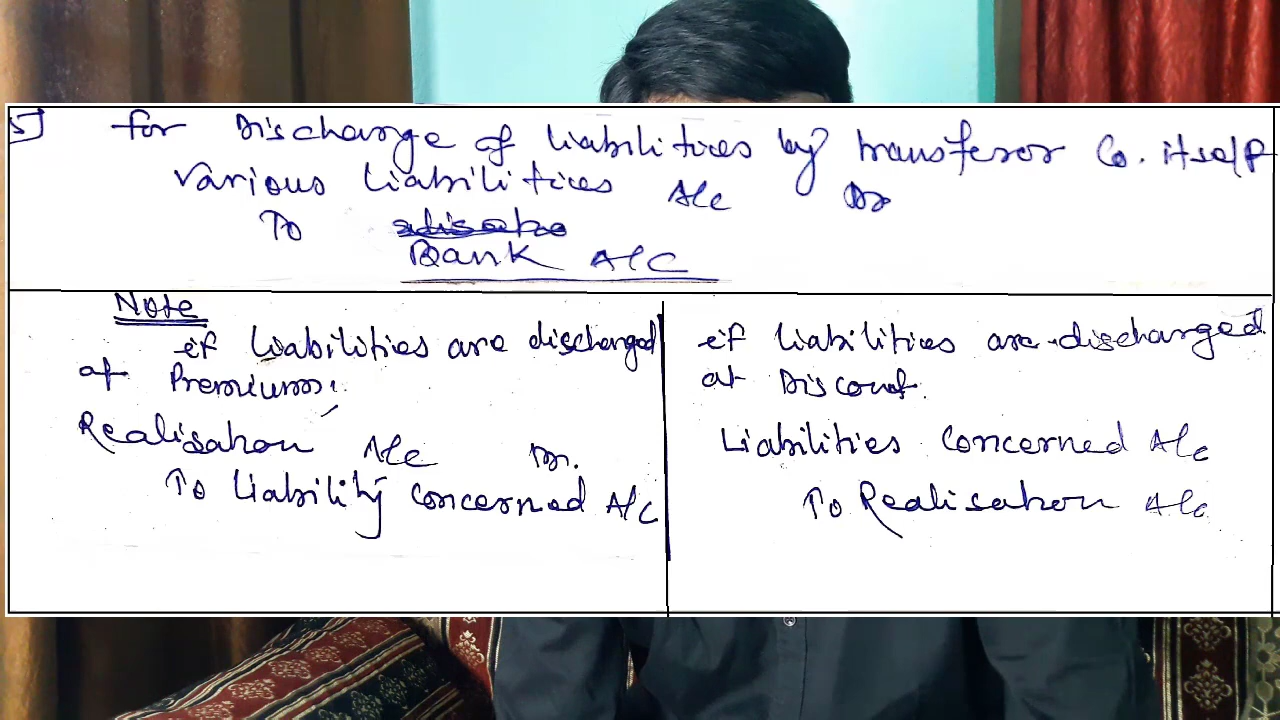 5] for Discharge of liabilities by transferor Co. itself
Various liabilities A/c Dr
To
Bank A/C
Note
if Liabilities are discharged
at Premium:
Realisation A/c Dr.
To Liability concerned A/C
if liabilities are discharged
at Discount.
Liabilities Concerned A/c
To Realisation A/c